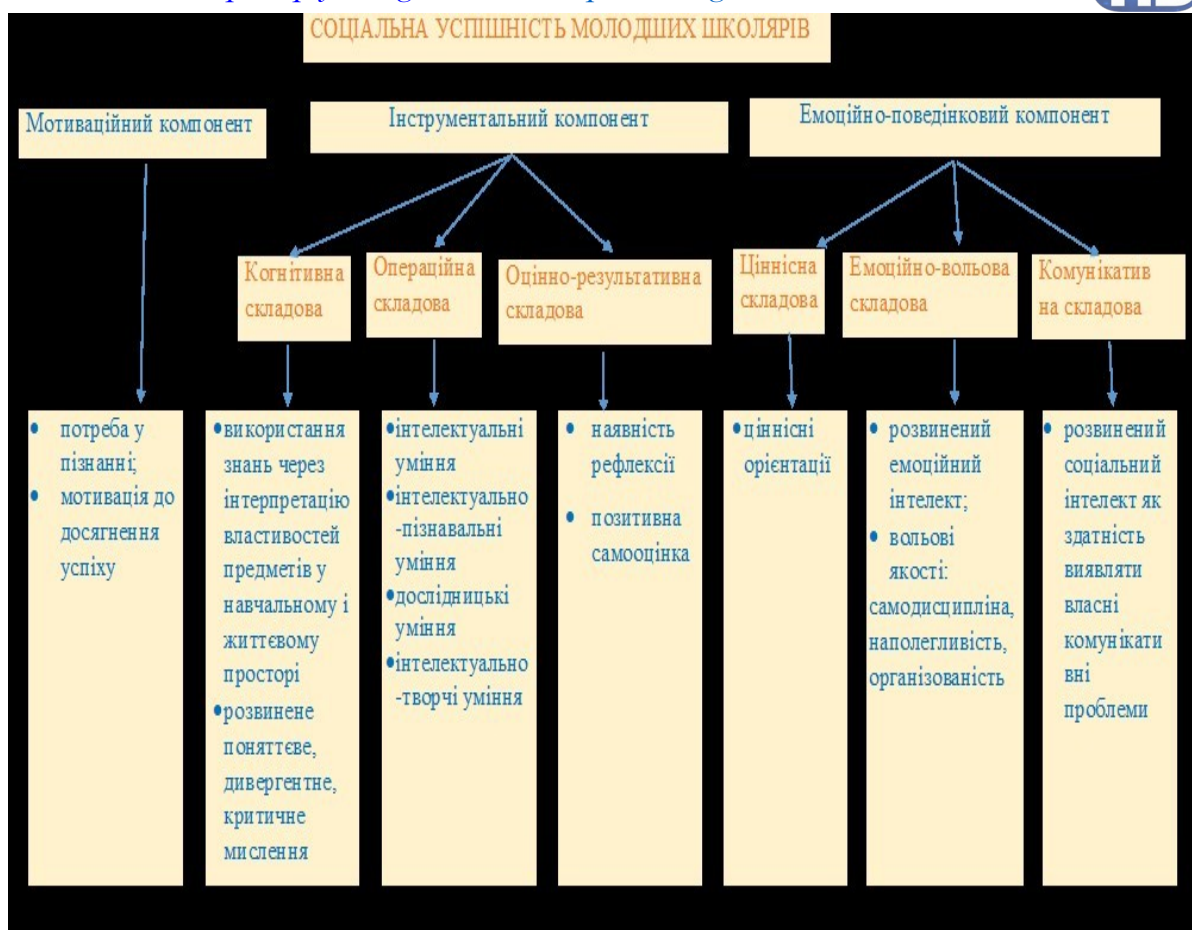 СОЦІАЛЬНА УСПІШНІСТЬ МОЛОДШИХ ШКОЛЯРІВ
Мотиваційний компонент
Інструментальний компонент
Емоційно-поведінковий компонент
Когнітивна
складова
Операційна
складова
Оцінно-результативна
складова
Ціннісна
складова
Емоційно-вольова
складова
Комунікатив
на складова
• потреба у
пізнанні;
• мотивація до
досягнення
успіху
•використання
знань через
інтерпретацію
властивостей
предметів у
навчальному і
життєвому
просторі
•розвинене
поняттєве,
дивергентне,
критичне
мислення
•інтелектуальні
уміння
•інтелектуально
-пізнавальні
уміння
•дослідницькі
уміння
•інтелектуально
-творчі уміння
• наявність
рефлексії
• позитивна
самооцінка
•ціннісні
орієнтації
• розвинений
емоційний
інтелект;
• вольові
якості:
самодисципліна,
наполегливість,
організованість
• розвинений
соціальний
інтелект як
здатність
виявляти
власні
комунікати
вні
проблеми